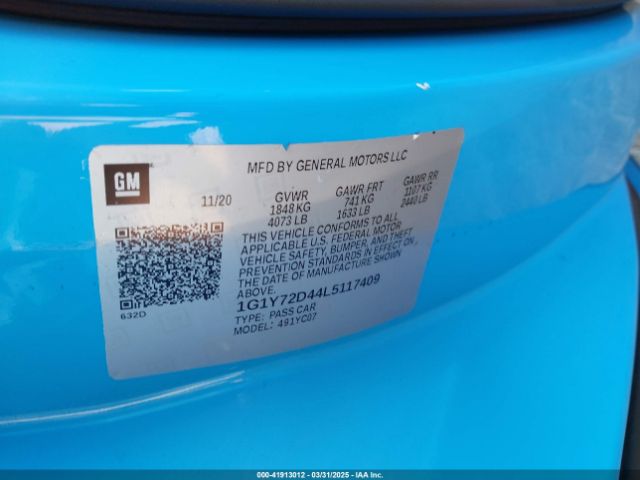 GM
MFD BY GENERAL MOTORS LLC
11/20
GVWR
1848 KG
4073 LB
GAWR FRT
741 KG
1633 LB
GAWR RR
1107 KG
2440 LB
THIS VEHICLE CONFORMS TO ALL
APPLICABLE U.S. FEDERAL MOTOR
VEHICLE SAFETY, BUMPER, AND THEFT
PREVENTION STANDARDS IN EFFECT ON
THE DATE OF MANUFACTURE SHOWN
ABOVE.
1G1Y72D44L5117409
TYPE: PASS CAR
MODEL: 491YC07
632D
000-41913012 — 03/31/2025 — IAA Inc.